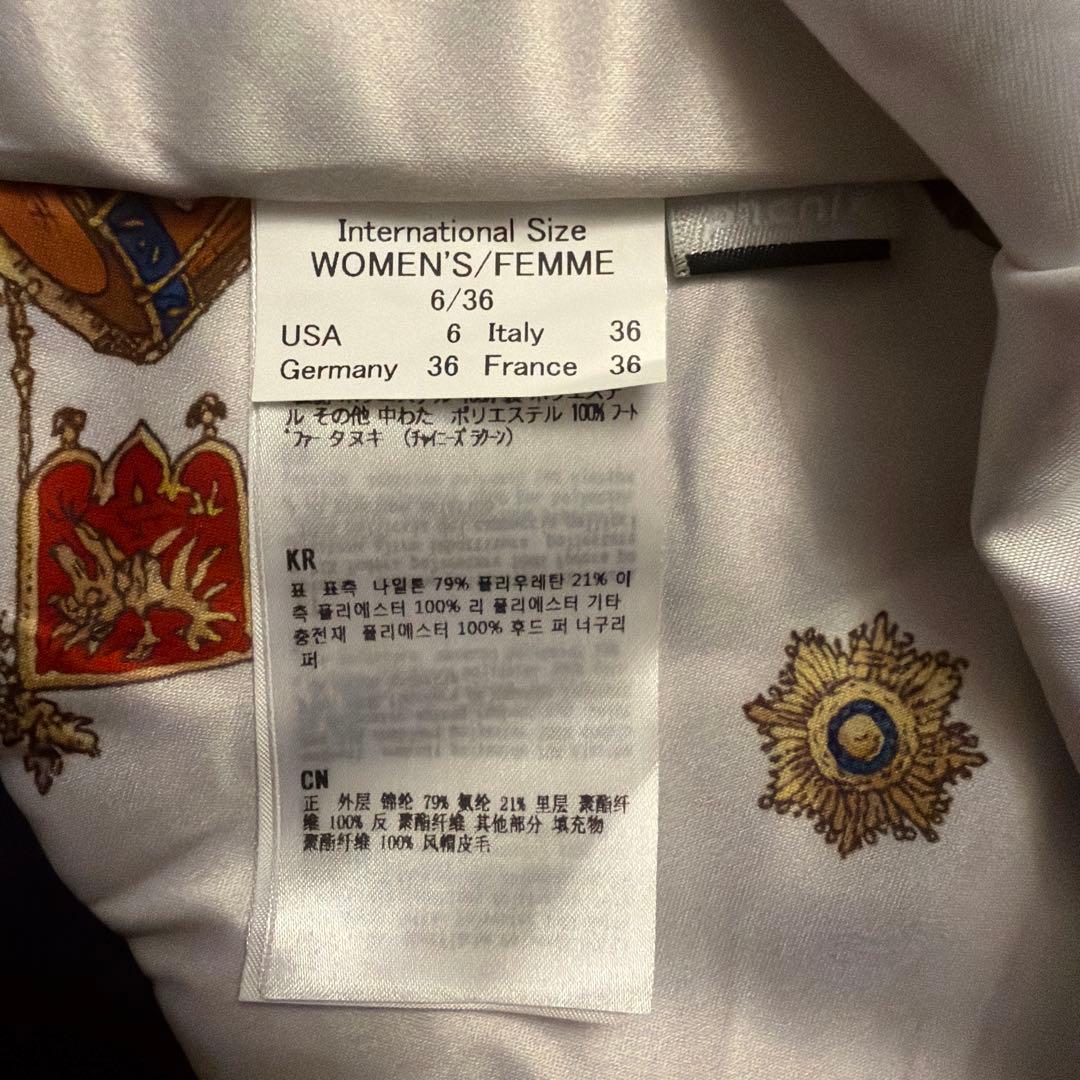 International Size
WOMEN'S/FEMME
6/36
USA 6 Italy 36
Germany 36 France 36
ル その他 中わた ポリエステル 100% フード
ファー タヌキ (チャイニーズラクーン)
KR
표 표측 나일론 79% 폴리우레탄 21% 이
측 폴리에스터 100% 리 폴리에스터 기타
충전재 폴리에스터 100% 후드 퍼 너구리
퍼
CN
正 外层 锦纶 79% 氨纶 21% 里层 聚酯纤
维 100% 反 聚酯纤维 其他部分 填充物
聚酯纤维 100% 风帽皮毛